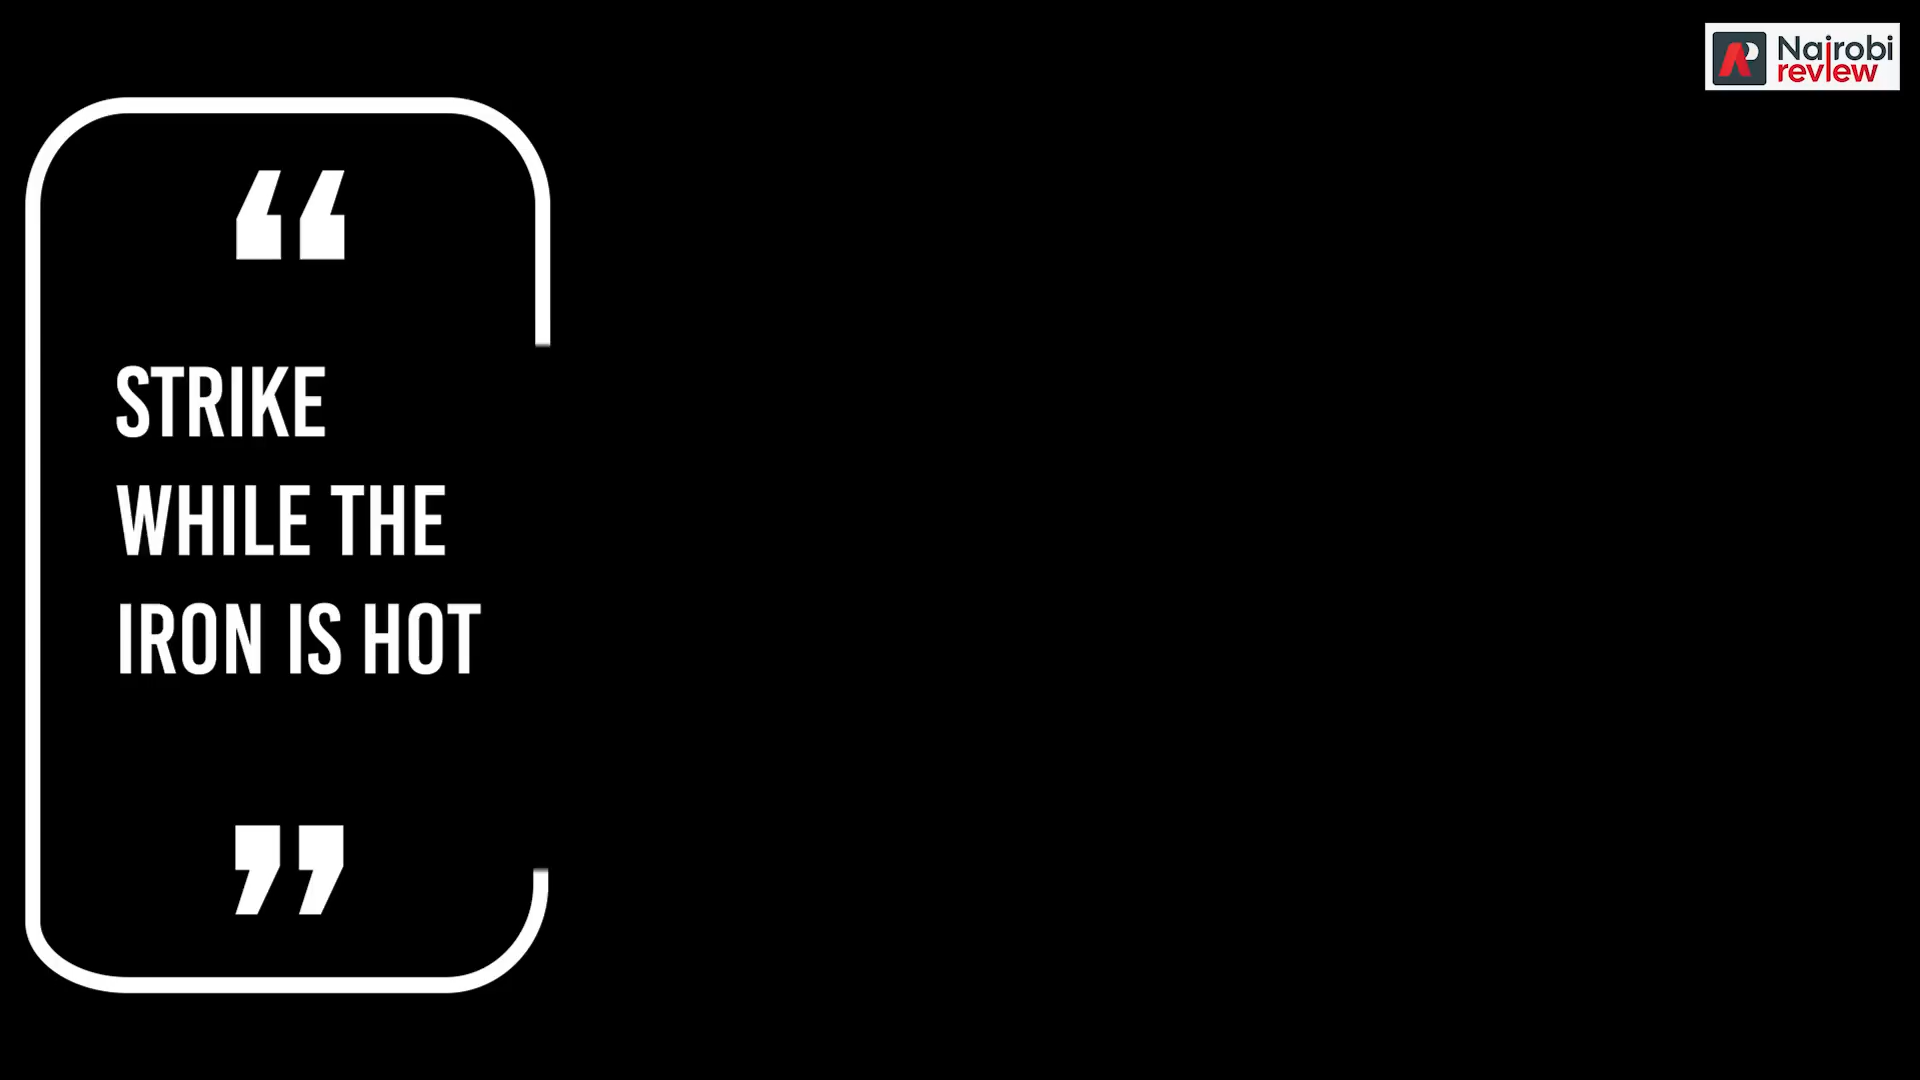 Nairobi
review
“
STRIKE
WHILE THE
IRON IS HOT
”